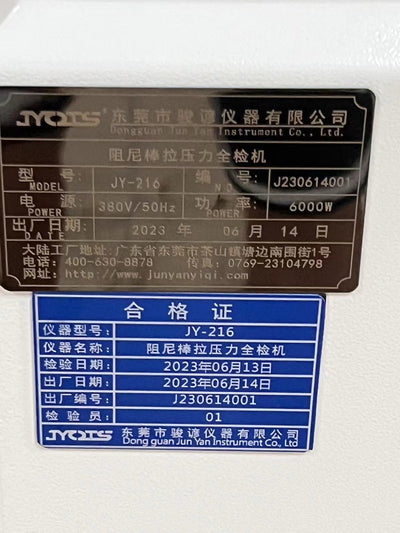 JYQTS 东莞市骏谚仪器有限公司
Dongguan Jun Yan Instrument Co., Ltd.
阻尼棒拉压力全检机
型号: MODEL JY-216 编号: NO J230614001
电源: POWER 380V/50Hz 功率: POWER 6000W
出厂日期: DATE 2023 年 06 月 14 日
大陆工厂地址:广东省东莞市茶山镇塘边南围街1号
电话: 400-630-8878 传真: 0769-23104798
网址: http://www.junyanyiqi.com
合格证
仪器型号: JY-216
仪器名称: 阻尼棒拉压力全检机
检验日期: 2023年06月13日
出厂日期: 2023年06月14日
出厂编号: J230614001
检验员: 01
JYQTS 东莞市骏谚仪器有限公司
Dong guan Jun Yan Instrument Co., Ltd